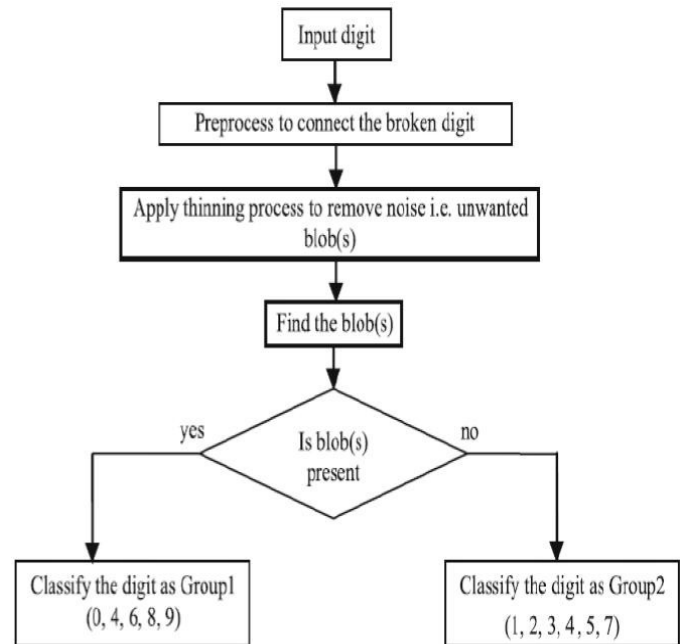 Input digit
Preprocess to connect the broken digit
Apply thinning process to remove noise i.e. unwanted
blob(s)
Find the blob(s)
yes
Is blob(s)
present
no
Classify the digit as Group1
(0, 4, 6, 8, 9)
Classify the digit as Group2
(1, 2, 3, 4, 5, 7)